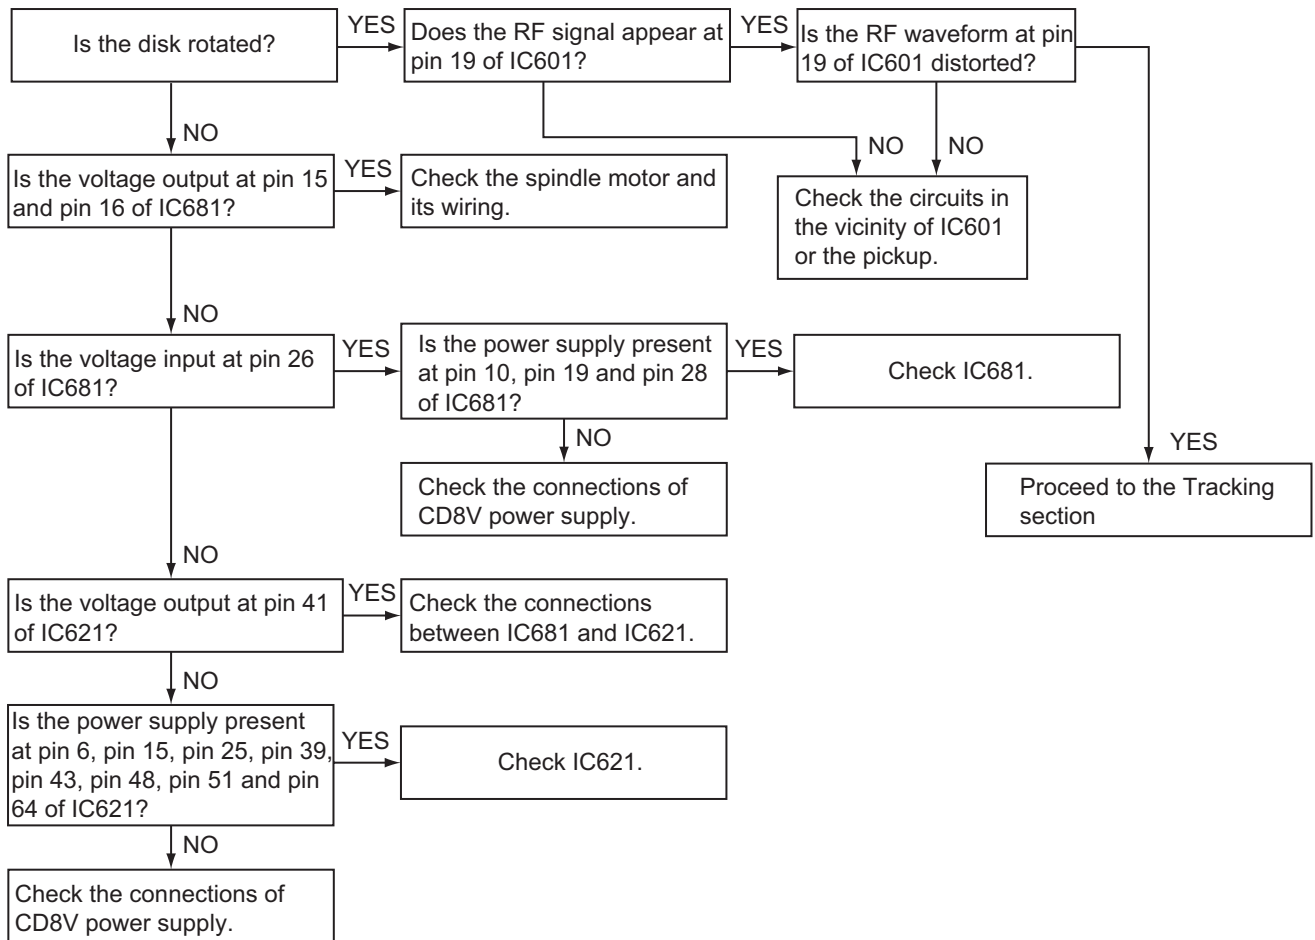 Is the disk rotated?
YES
Does the RF signal appear at
pin 19 of IC601?
YES
Is the RF waveform at pin
19 of IC601 distorted?
NO
NO
NO
Is the voltage output at pin 15
and pin 16 of IC681?
YES
Check the spindle motor and
its wiring.
Check the circuits in
the vicinity of IC601
or the pickup.
NO
Is the voltage input at pin 26
of IC681?
YES
Is the power supply present
at pin 10, pin 19 and pin 28
of IC681?
YES
Check IC681.
NO
YES
Check the connections of
CD8V power supply.
Proceed to the Tracking
section
NO
Is the voltage output at pin 41
of IC621?
YES
Check the connections
between IC681 and IC621.
NO
Is the power supply present
at pin 6, pin 15, pin 25, pin 39,
pin 43, pin 48, pin 51 and pin
64 of IC621?
YES
Check IC621.
NO
Check the connections of
CD8V power supply.